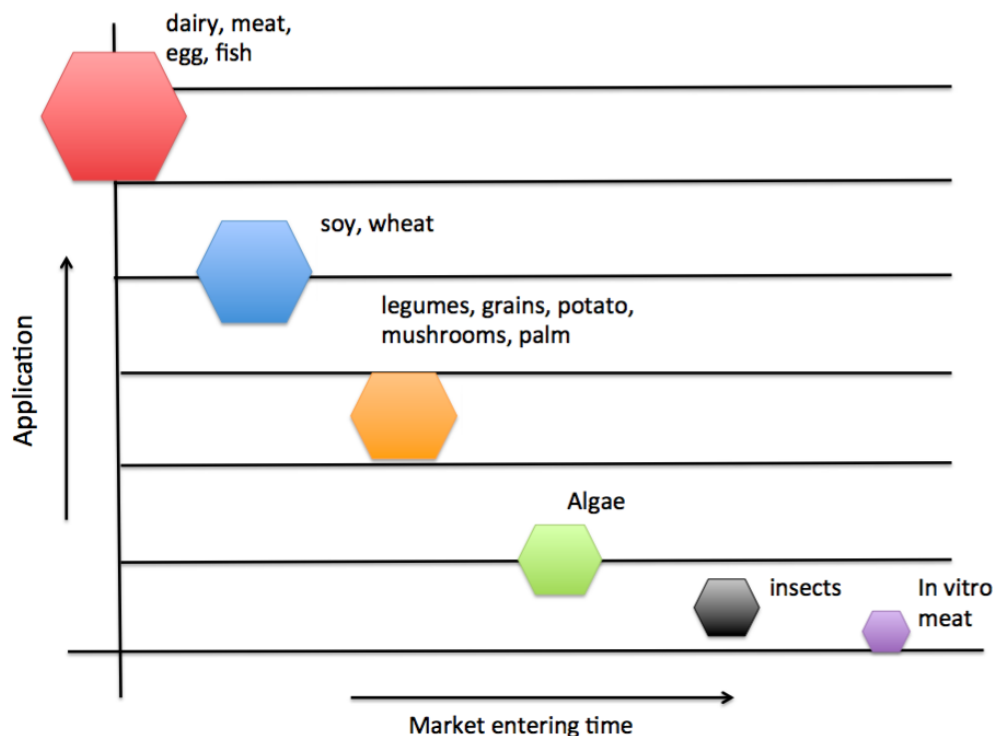 dairy, meat,
egg, fish
soy, wheat
legumes, grains, potato,
mushrooms, palm
Application
Algae
insects
In vitro
meat
Market entering time